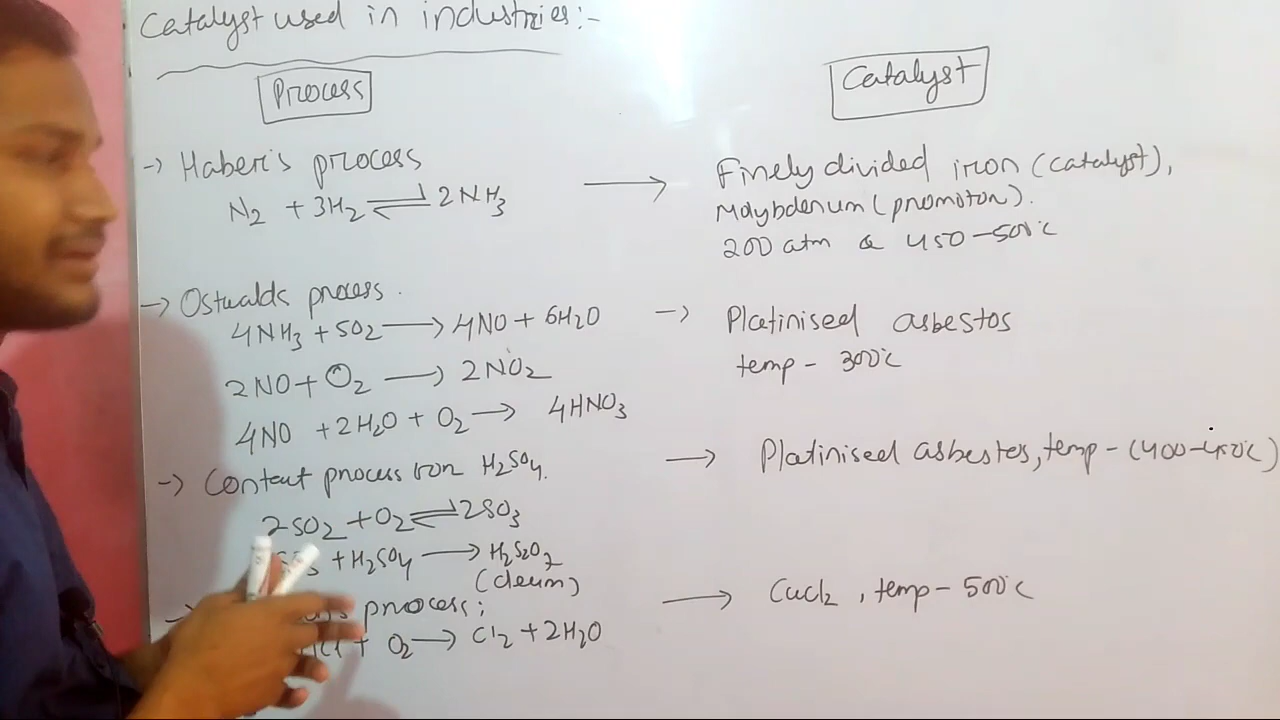 Catalyst used in industries:-
Process
Catalyst
→ Haber's process
N2 + 3H2 ⇌ 2NH3
→ Finely divided iron (catalyst),
Molybdenum (promotor).
200 atm & 450-500°C
→ Ostwalds process.
4NH3 + 5O2 → 4NO + 6H2O
2NO + O2 → 2NO2
4NO + 2H2O + O2 → 4HNO3
→ Platinised asbestos
temp - 300°C
→ Contact process for H2SO4.
2SO2 + O2 ⇌ 2SO3
+ H2SO4 → H2S2O7
(oleum)
→ Platinised asbestos, temp - (400-450°C)
process:
+ O2 → Cl2 + 2H2O
→ CuCl2, temp - 500°C